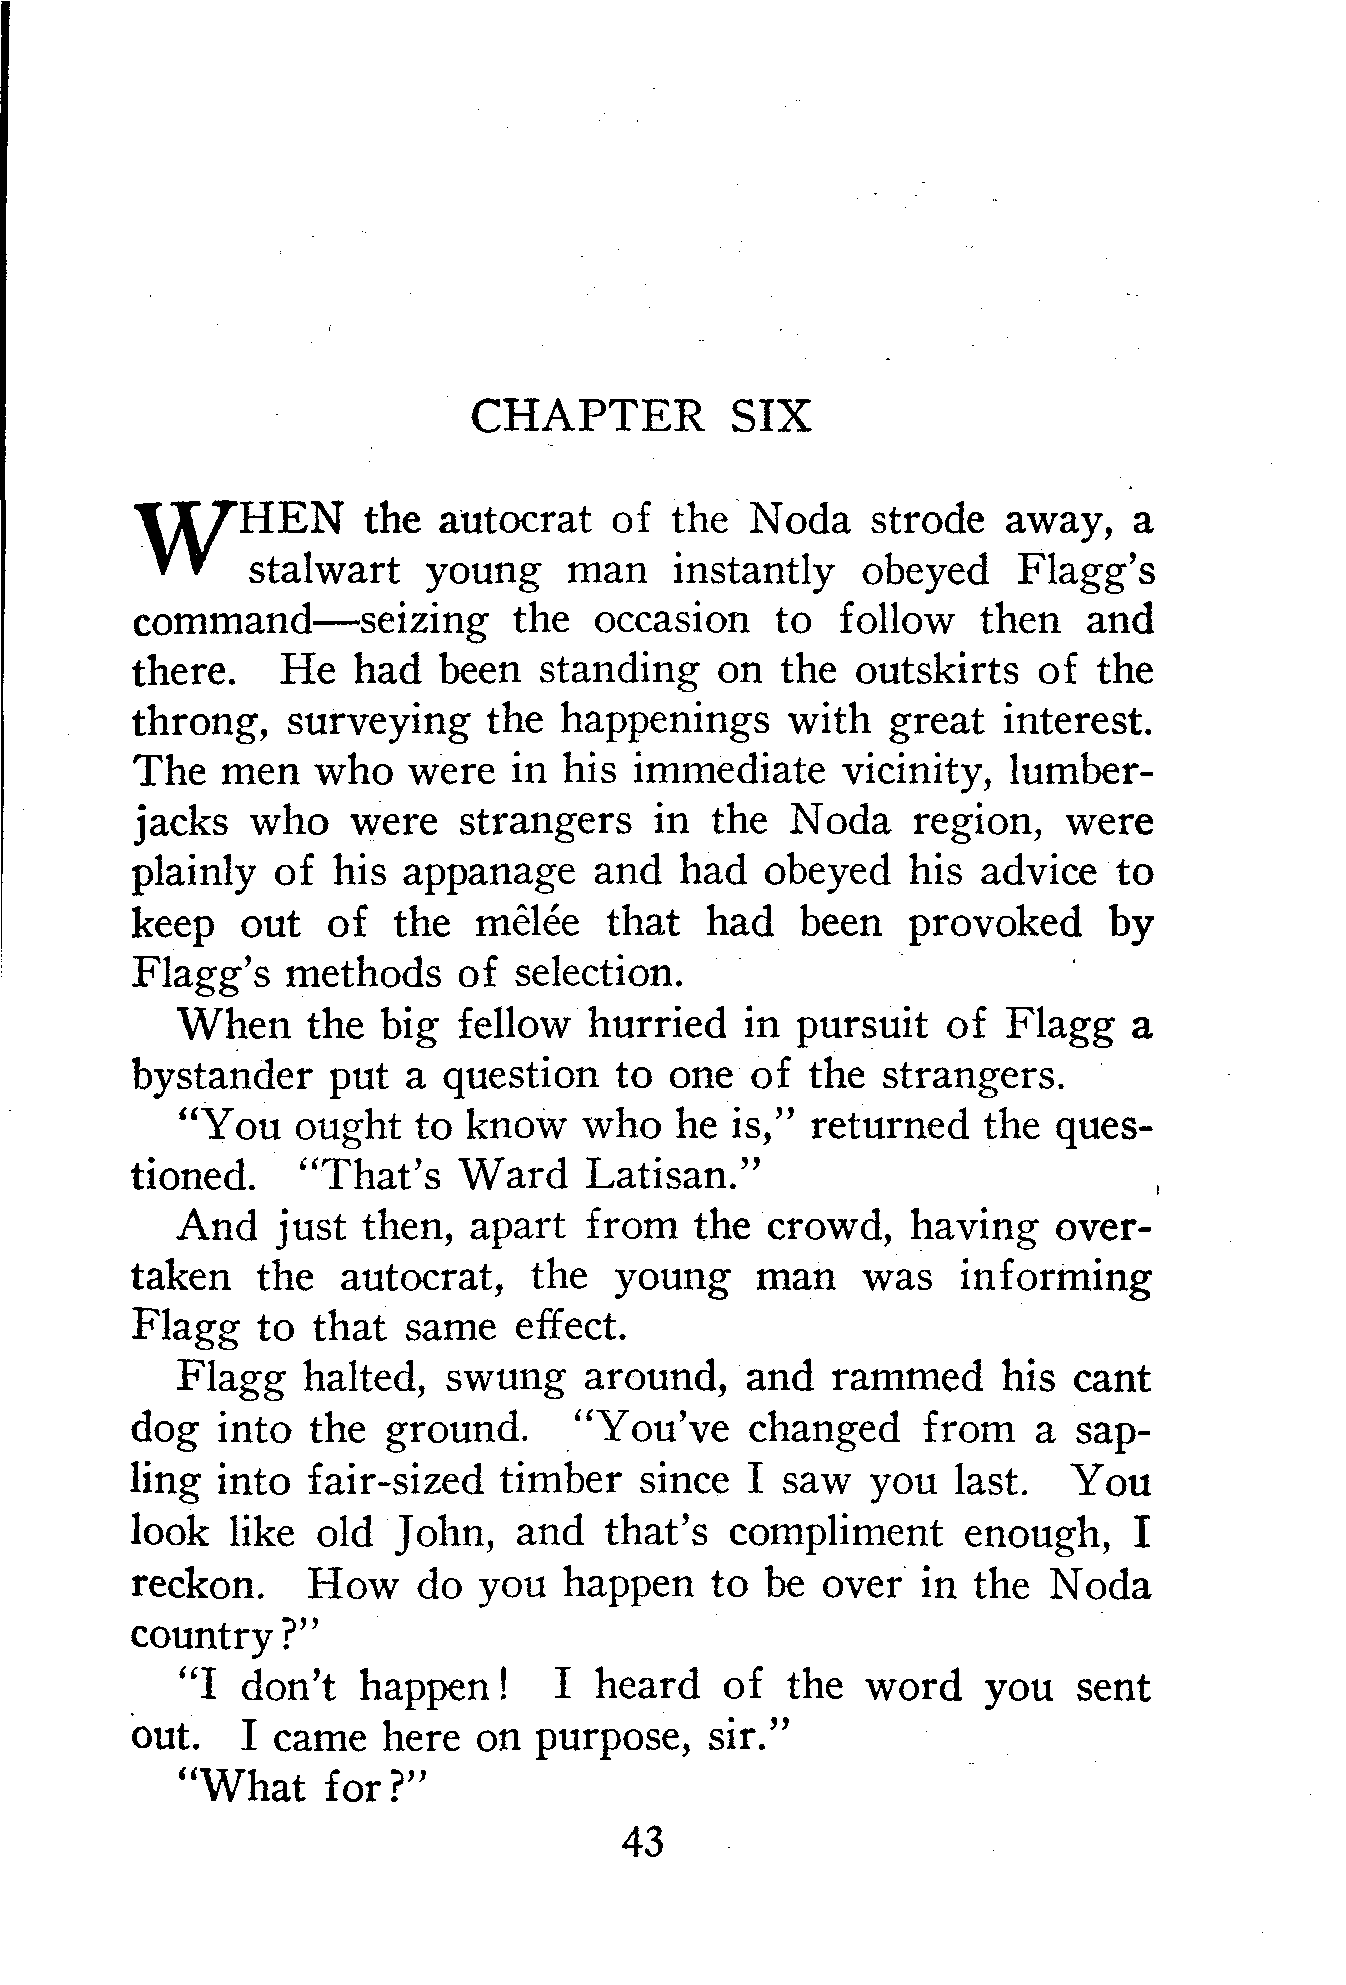 CHAPTER SIX
WHEN the autocrat of the Noda strode away, a
stalwart young man instantly obeyed Flagg's
command—seizing the occasion to follow then and
there. He had been standing on the outskirts of the
throng, surveying the happenings with great interest.
The men who were in his immediate vicinity, lumber-
jacks who were strangers in the Noda region, were
plainly of his appanage and had obeyed his advice to
keep out of the mêlée that had been provoked by
Flagg's methods of selection.
When the big fellow hurried in pursuit of Flagg a
bystander put a question to one of the strangers.
"You ought to know who he is," returned the ques-
tioned. "That's Ward Latisan."
And just then, apart from the crowd, having over-
taken the autocrat, the young man was informing
Flagg to that same effect.
Flagg halted, swung around, and rammed his cant
dog into the ground. "You've changed from a sap-
ling into fair-sized timber since I saw you last. You
look like old John, and that's compliment enough, I
reckon. How do you happen to be over in the Noda
country?"
"I don't happen! I heard of the word you sent
out. I came here on purpose, sir."
"What for?"
43